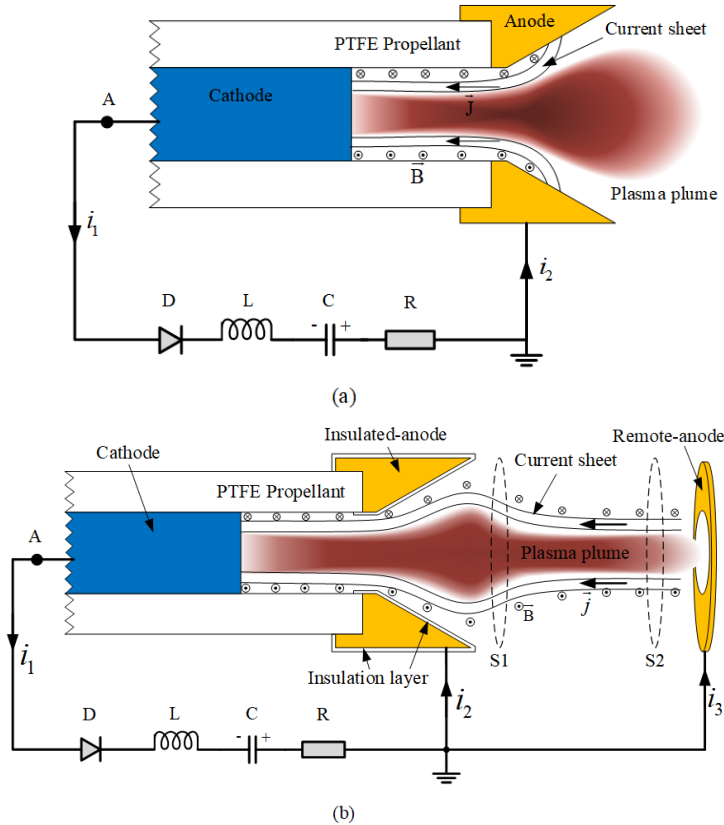 Anode
PTFE Propellant
Current sheet
Cathode
A
J
B
Plasma plume
i1
i2
D
L
C
R
- +
(a)
Insulated-anode
Remote-anode
Cathode
Current sheet
PTFE Propellant
A
Plasma plume
B
j
i1
Insulation layer
S1
S2
i2
i3
D
L
C
R
- +
(b)